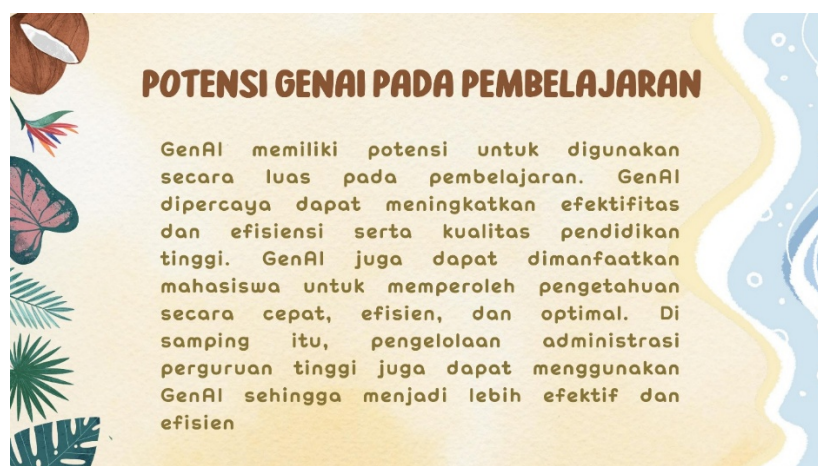 POTENSI GENAI PADA PEMBELAJARAN
GenAI memiliki potensi untuk digunakan
secara luas pada pembelajaran. GenAI
dipercaya dapat meningkatkan efektifitas
dan efisiensi serta kualitas pendidikan
tinggi. GenAI juga dapat dimanfaatkan
mahasiswa untuk memperoleh pengetahuan
secara cepat, efisien, dan optimal. Di
samping itu, pengelolaan administrasi
perguruan tinggi juga dapat menggunakan
GenAI sehingga menjadi lebih efektif dan
efisien